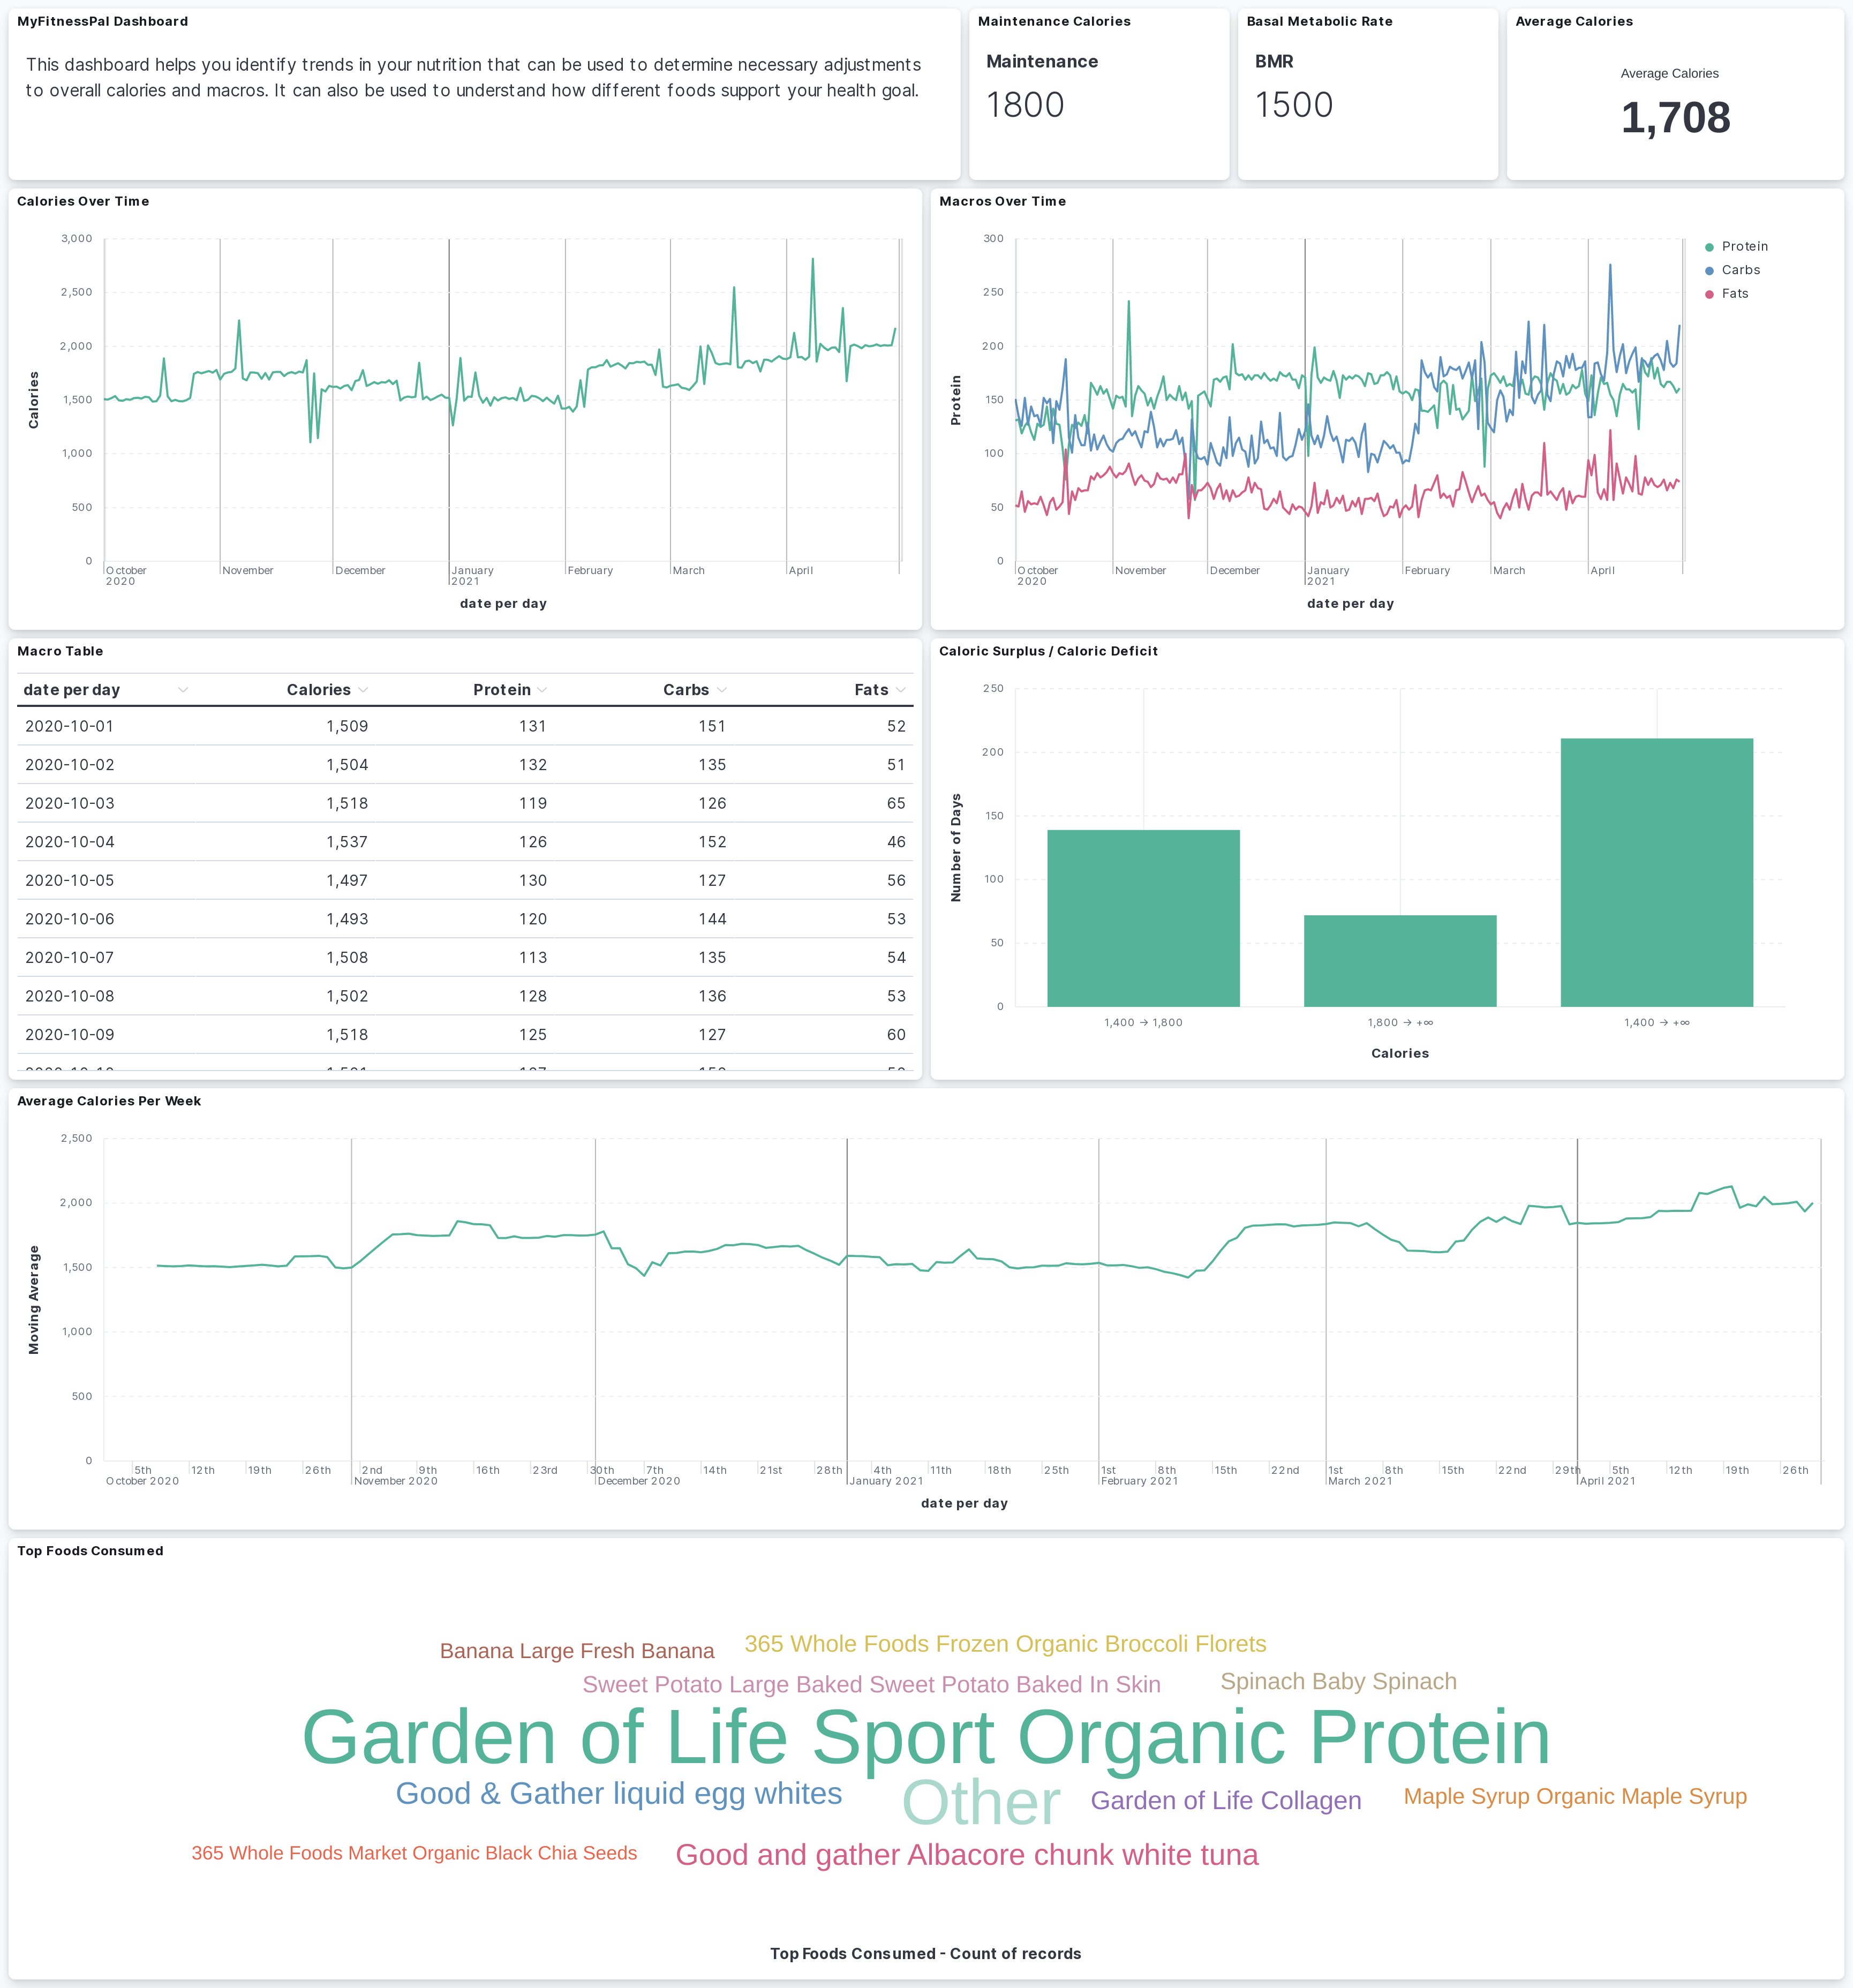 MyFitnessPal Dashboard
This dashboard helps you identify trends in your nutrition that can be used to determine necessary adjustments
to overall calories and macros. It can also be used to understand how different foods support your health goal.
Maintenance Calories
Maintenance
1800
Basal Metabolic Rate
BMR
1500
Average Calories
Average Calories
1,708
Calories Over Time
Calories
3,000
2,500
2,000
1,500
1,000
500
0
October November December January February March April
2020 2021
date per day
Macros Over Time
Protein
300
250
200
150
100
50
0
October November December January February March April
2020 2021
date per day
Protein
Carbs
Fats
Macro Table
date per day Calories Protein Carbs Fats
2020-10-01 1,509 131 151 52
2020-10-02 1,504 132 135 51
2020-10-03 1,518 119 126 65
2020-10-04 1,537 126 152 46
2020-10-05 1,497 130 127 56
2020-10-06 1,493 120 144 53
2020-10-07 1,508 113 135 54
2020-10-08 1,502 128 136 53
2020-10-09 1,518 125 127 60
Caloric Surplus / Caloric Deficit
Number of Days
250
200
150
100
50
0
1,400 → 1,800 1,800 → +∞ 1,400 → +∞
Calories
Average Calories Per Week
Moving Average
2,500
2,000
1,500
1,000
500
0
5th 12th 19th 26th 2nd 9th 16th 23rd 30th 7th 14th 21st 28th 4th 11th 18th 25th 1st 8th 15th 22nd 1st 8th 15th 22nd 29th 5th 12th 19th 26th
October 2020 November 2020 December 2020 January 2021 February 2021 March 2021 April 2021
date per day
Top Foods Consumed
Banana Large Fresh Banana 365 Whole Foods Frozen Organic Broccoli Florets
Sweet Potato Large Baked Sweet Potato Baked In Skin Spinach Baby Spinach
Garden of Life Sport Organic Protein
Good & Gather liquid egg whites Other Garden of Life Collagen Maple Syrup Organic Maple Syrup
365 Whole Foods Market Organic Black Chia Seeds Good and gather Albacore chunk white tuna
Top Foods Consumed - Count of records